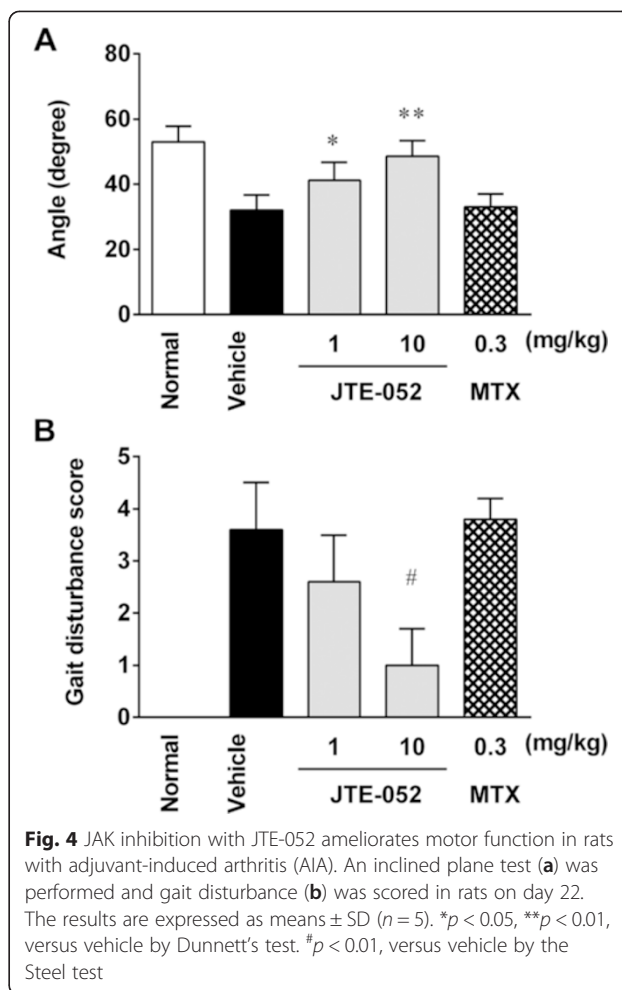 A
80
60
40
20
0
Angle (degree)
*
**
Normal
Vehicle
1 10 0.3 (mg/kg)
JTE-052 MTX
B
5
4
3
2
1
0
Gait disturbance score
#
Normal
Vehicle
1 10 0.3 (mg/kg)
JTE-052 MTX
Fig. 4 JAK inhibition with JTE-052 ameliorates motor function in rats
with adjuvant-induced arthritis (AIA). An inclined plane test (a) was
performed and gait disturbance (b) was scored in rats on day 22.
The results are expressed as means ± SD (n = 5). *p < 0.05, **p < 0.01,
versus vehicle by Dunnett's test. #p < 0.01, versus vehicle by the
Steel test